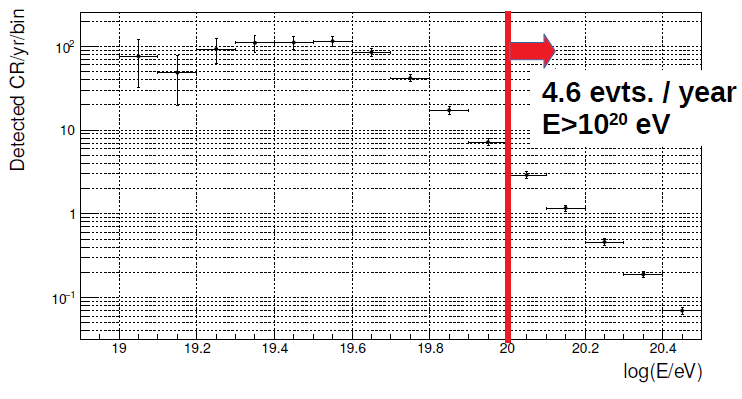 Detected CR/yr/bin
10²
10
1
10⁻¹
4.6 evts. / year
E>10²⁰ eV
19 19.2 19.4 19.6 19.8 20 20.2 20.4
log(E/eV)